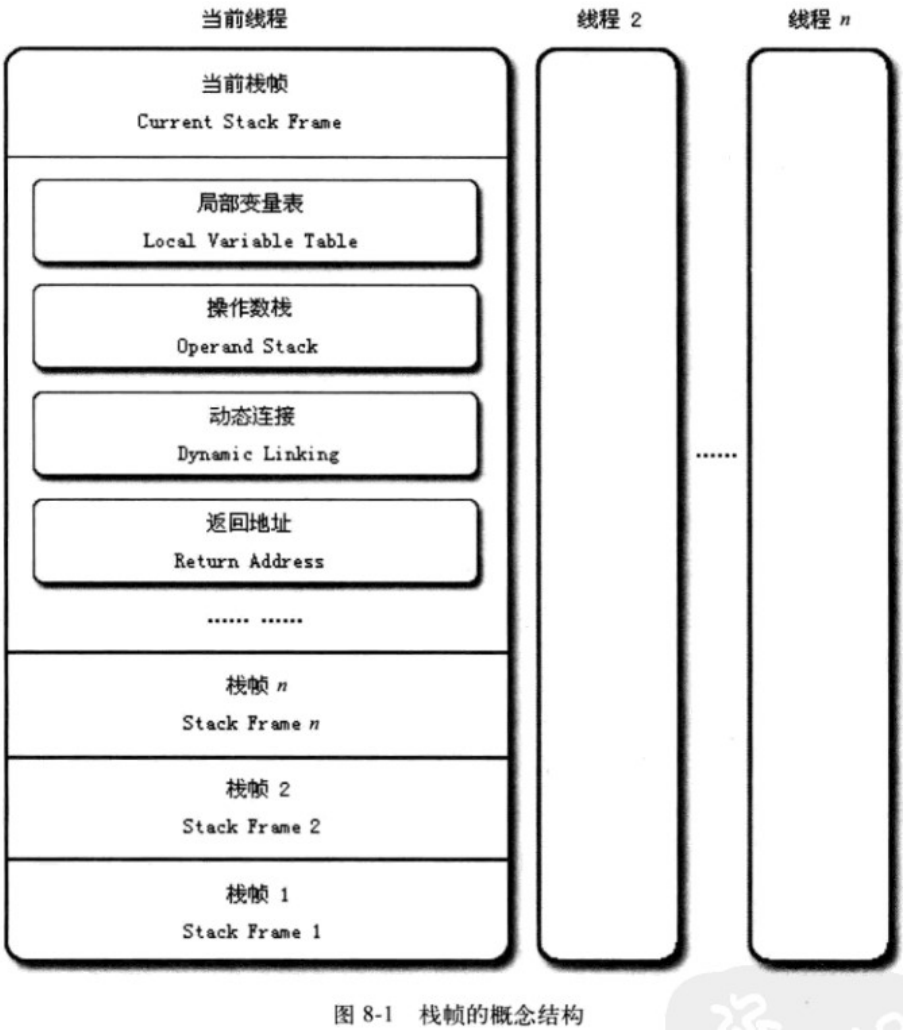 当前线程 线程 2 线程 n
当前栈帧
Current Stack Frame
局部变量表
Local Variable Table
操作数栈
Operand Stack
动态连接
Dynamic Linking
......
返回地址
Return Address
...... ......
栈帧 n
Stack Frame n
栈帧 2
Stack Frame 2
栈帧 1
Stack Frame 1
图 8-1 栈帧的概念结构